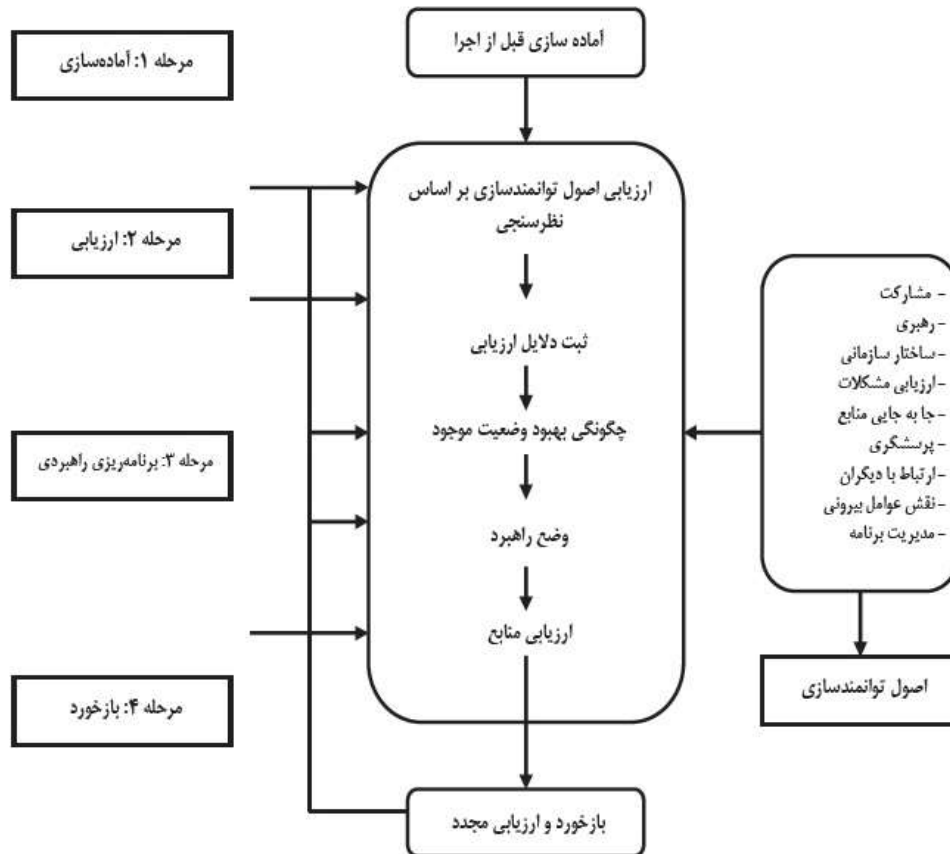 آماده سازی قبل از اجرا
مرحله ۱: آماده‌سازی
ارزیابی اصول توانمندسازی بر اساس
نظرسنجی
مرحله ۲: ارزیابی
ثبت دلایل ارزیابی
چگونگی بهبود وضعیت موجود
مرحله ۳: برنامه‌ریزی راهبردی
وضع راهبرد
ارزیابی منابع
مرحله ۴: بازخورد
بازخورد و ارزیابی مجدد
- مشارکت
- رهبری
- ساختار سازمانی
- ارزیابی مشکلات
- جا به جایی منابع
- پرسشگری
- ارتباط با دیگران
- نقش عوامل بیرونی
- مدیریت برنامه
اصول توانمندسازی